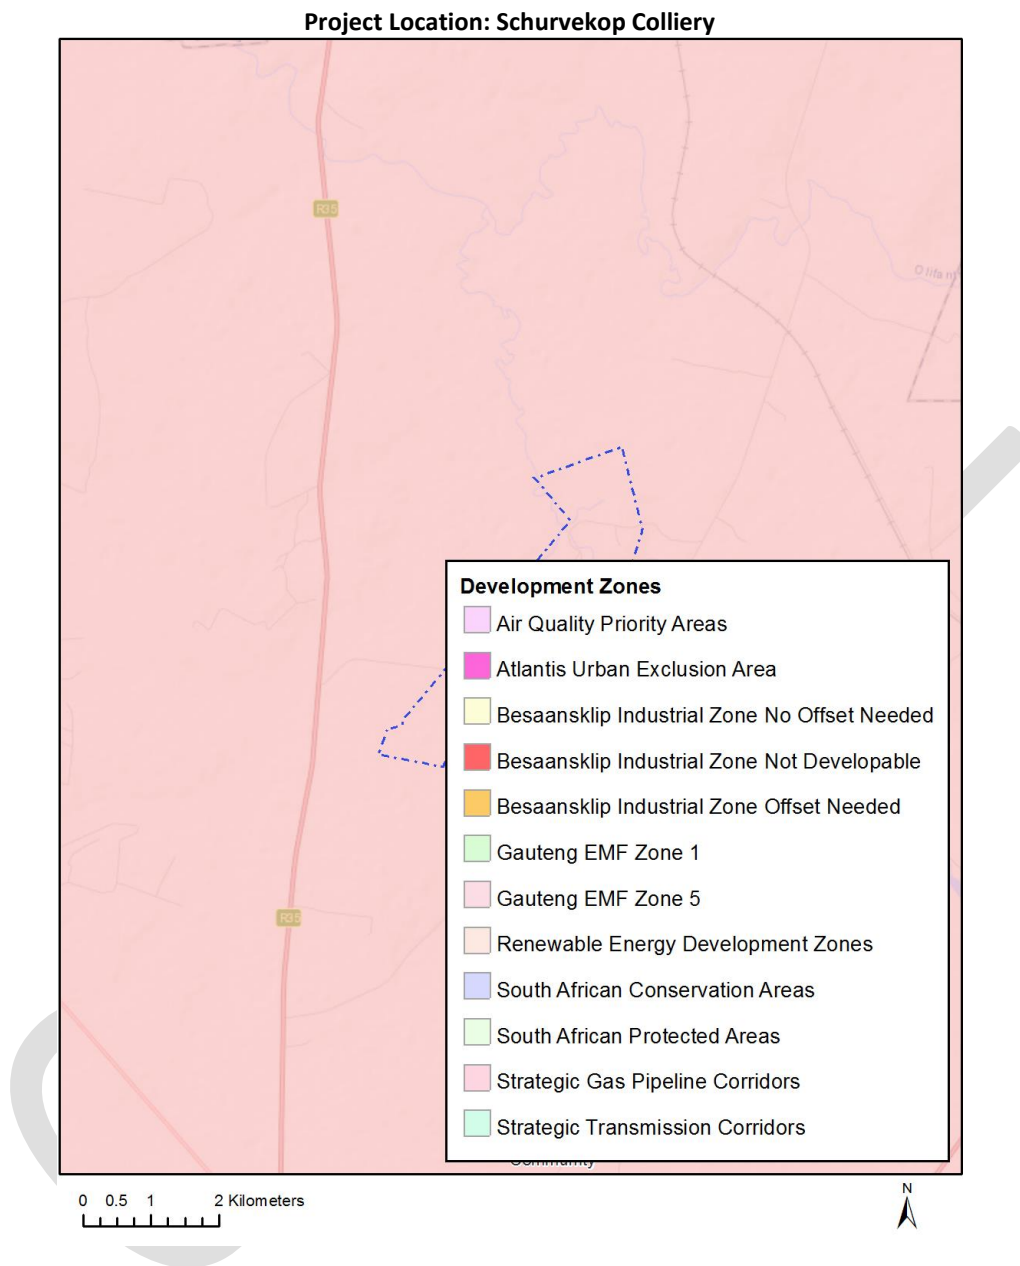 Project Location: Schurvekop Colliery
R35
Development Zones
Air Quality Priority Areas
Atlantis Urban Exclusion Area
Besaansklip Industrial Zone No Offset Needed
Besaansklip Industrial Zone Not Developable
Besaansklip Industrial Zone Offset Needed
Gauteng EMF Zone 1
Gauteng EMF Zone 5
Renewable Energy Development Zones
South African Conservation Areas
South African Protected Areas
Strategic Gas Pipeline Corridors
Strategic Transmission Corridors
R35
Community
0 0.5 1 2 Kilometers
N